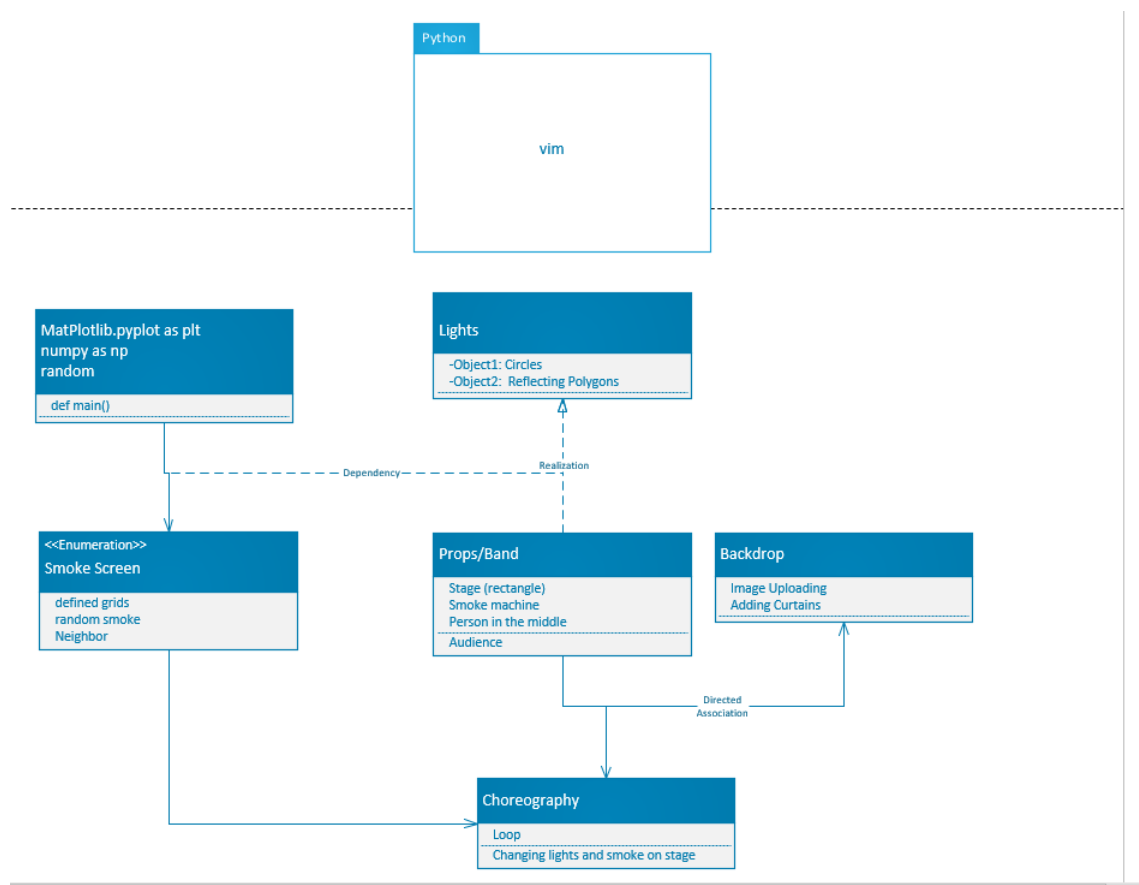 Python
vim
MatPlotlib.pyplot as plt
numpy as np
random
def main()
Lights
-Object1: Circles
-Object2:  Reflecting Polygons
Dependency
Realization
<<Enumeration>>
Smoke Screen
defined grids
random smoke
Neighbor
Props/Band
Stage (rectangle)
Smoke machine
Person in the middle
Audience
Backdrop
Image Uploading
Adding Curtains
Directed
Association
Choreography
Loop
Changing lights and smoke on stage